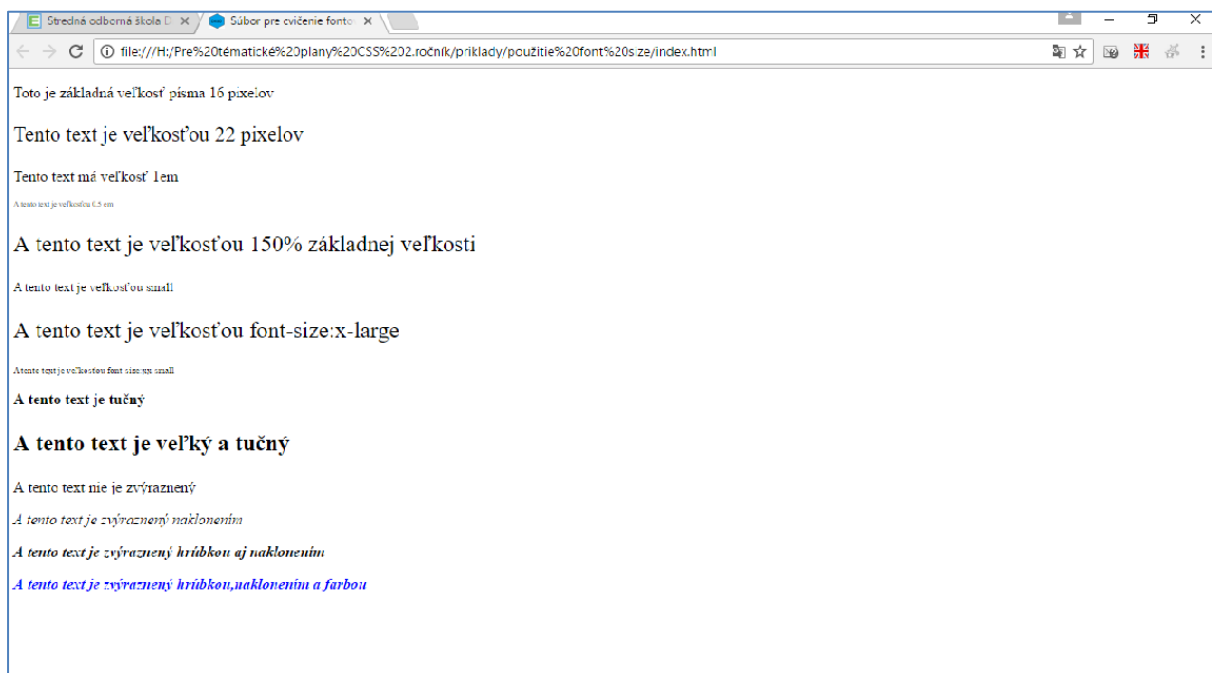 Stredná odborná škola D
Súbor pre cvičenie fonto
file:///H:/Pre%20tématické%20plany%20CSS%202.ročník/priklady/použitie%20font%20size/index.html
Toto je základná veľkosť písma 16 pixelov
Tento text je veľkosťou 22 pixelov
Tento text má veľkosť 1em
A tento text je veľkosťou 0.5 em
A tento text je veľkosťou 150% základnej veľkosti
A tento text je veľkosťou small
A tento text je veľkosťou font-size:x-large
A tento text je veľkosťou font-size:xx-small
A tento text je tučný
A tento text je veľký a tučný
A tento text nie je zvýraznený
A tento text je zvýraznený naklonením
A tento text je zvýraznený hrúbkou aj naklonením
A tento text je zvýraznený hrúbkou,naklonením a farbou